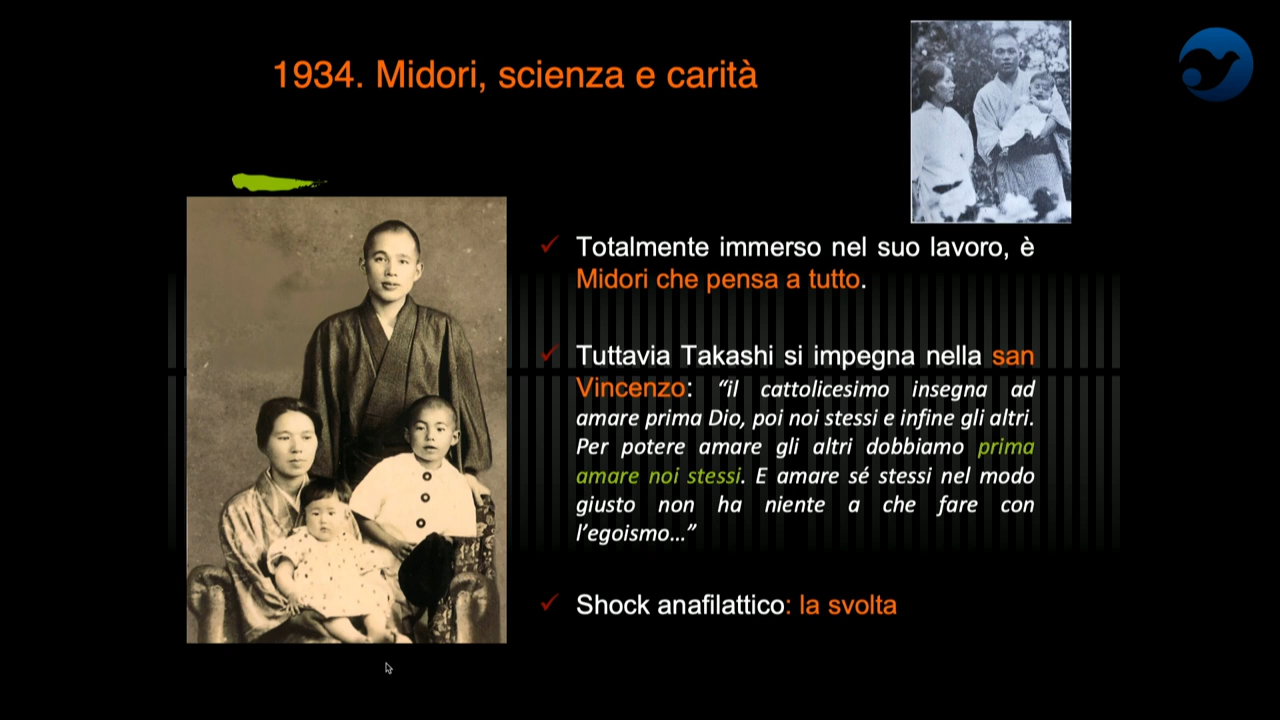 1934. Midori, scienza e carità
Totalmente immerso nel suo lavoro, è
Midori che pensa a tutto.
Tuttavia Takashi si impegna nella san
Vincenzo: “il cattolicesimo insegna ad
amare prima Dio, poi noi stessi e infine gli altri.
Per potere amare gli altri dobbiamo prima
amare noi stessi. E amare sé stessi nel modo
giusto non ha niente a che fare con
l’egoismo…”
Shock anafilattico: la svolta